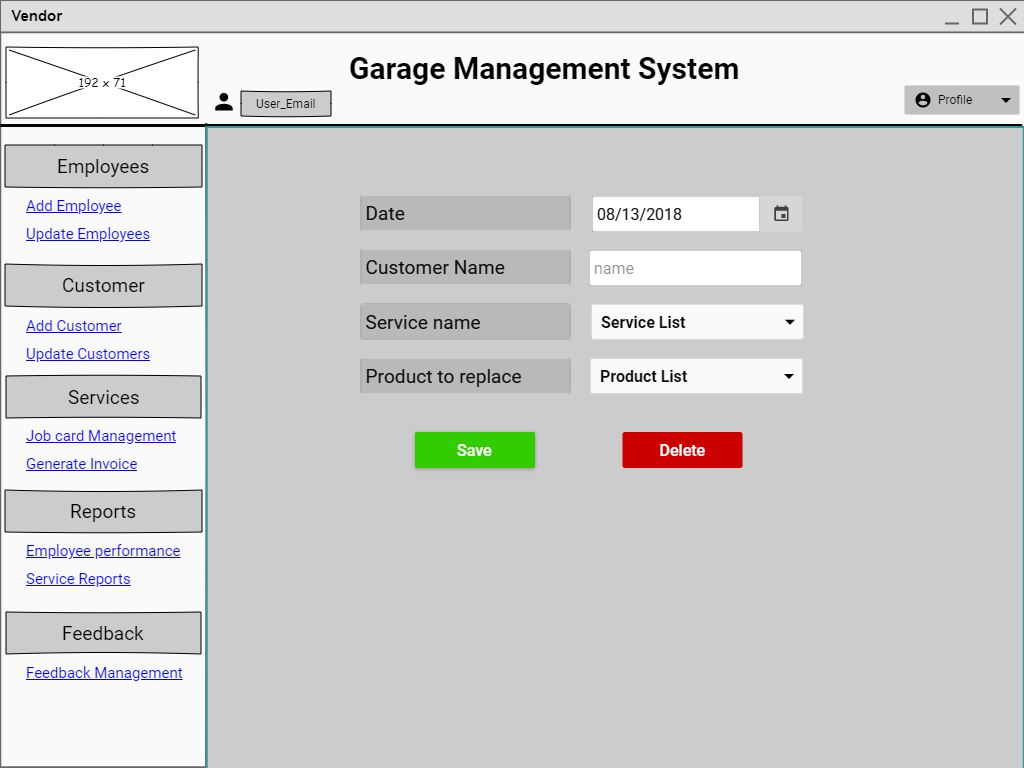 Vendor
192 x 71
Garage Management System
User_Email
Profile
Employees
Add Employee
Update Employees
Customer
Add Customer
Update Customers
Services
Job card Management
Generate Invoice
Reports
Employee performance
Service Reports
Feedback
Feedback Management
Date
08/13/2018
Customer Name
name
Service name
Service List
Product to replace
Product List
Save
Delete